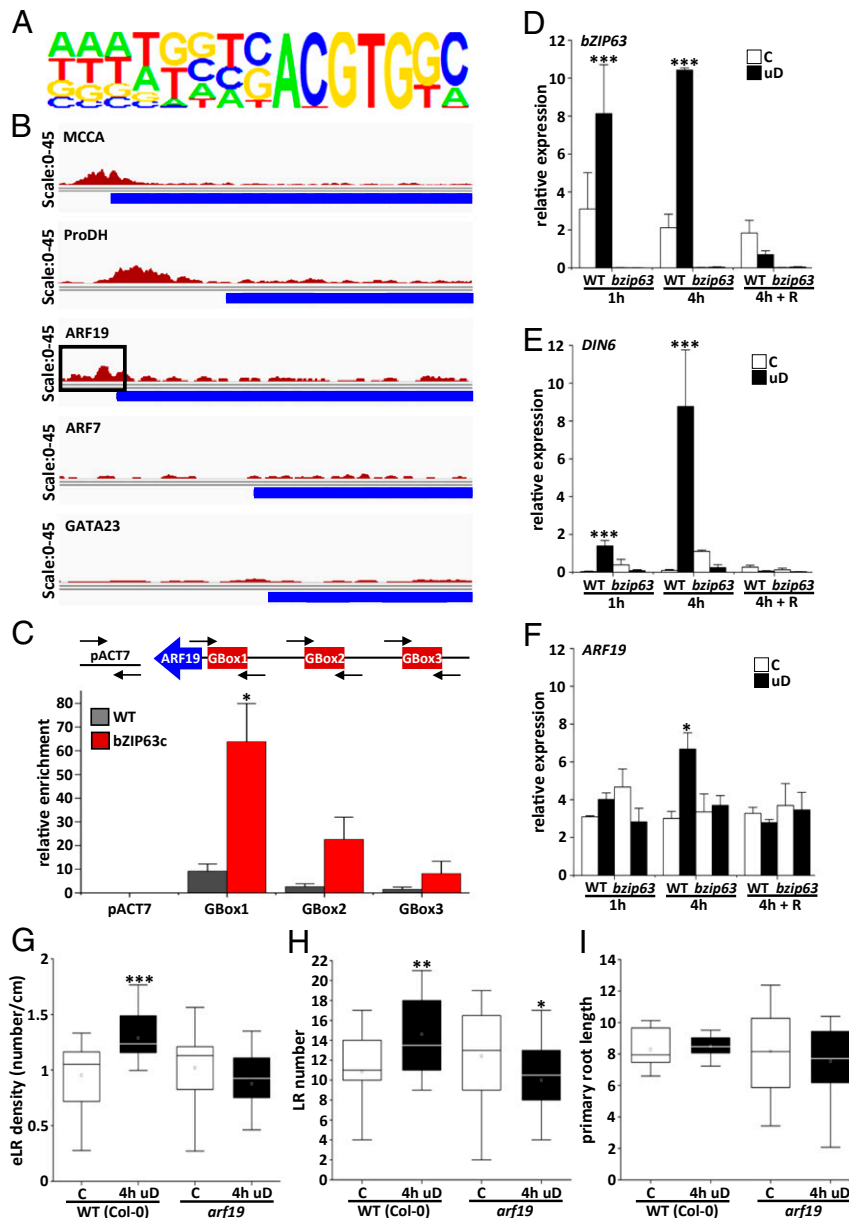 A
B
MCCA
Scale:0-45
ProDH
Scale:0-45
ARF19
Scale:0-45
ARF7
Scale:0-45
GATA23
Scale:0-45
C
pACT7
ARF19
GBox1
GBox2
GBox3
relative enrichment
80
70
60
50
40
30
20
10
0
WT
bZIP63c
*
pACT7
GBox1
GBox2
GBox3
D
bZIP63
relative expression
12
10
8
6
4
2
0
*** ***
C
uD
WT bzip63 WT bzip63 WT bzip63
1h 4h 4h + R
E
DIN6
relative expression
12
10
8
6
4
2
0
*** ***
C
uD
WT bzip63 WT bzip63 WT bzip63
1h 4h 4h + R
F
ARF19
relative expression
12
10
8
6
4
2
0
*
C
uD
WT bzip63 WT bzip63 WT bzip63
1h 4h 4h + R
G
eLR density (number/cm)
2
1.5
1
0.5
0
***
C 4h uD C 4h uD
WT (Col-0) arf19
H
LR number
22
20
18
16
14
12
10
8
6
4
2
0
** *
C 4h uD C 4h uD
WT (Col-0) arf19
I
primary root length
14
12
10
8
6
4
2
0
C 4h uD C 4h uD
WT (Col-0) arf19